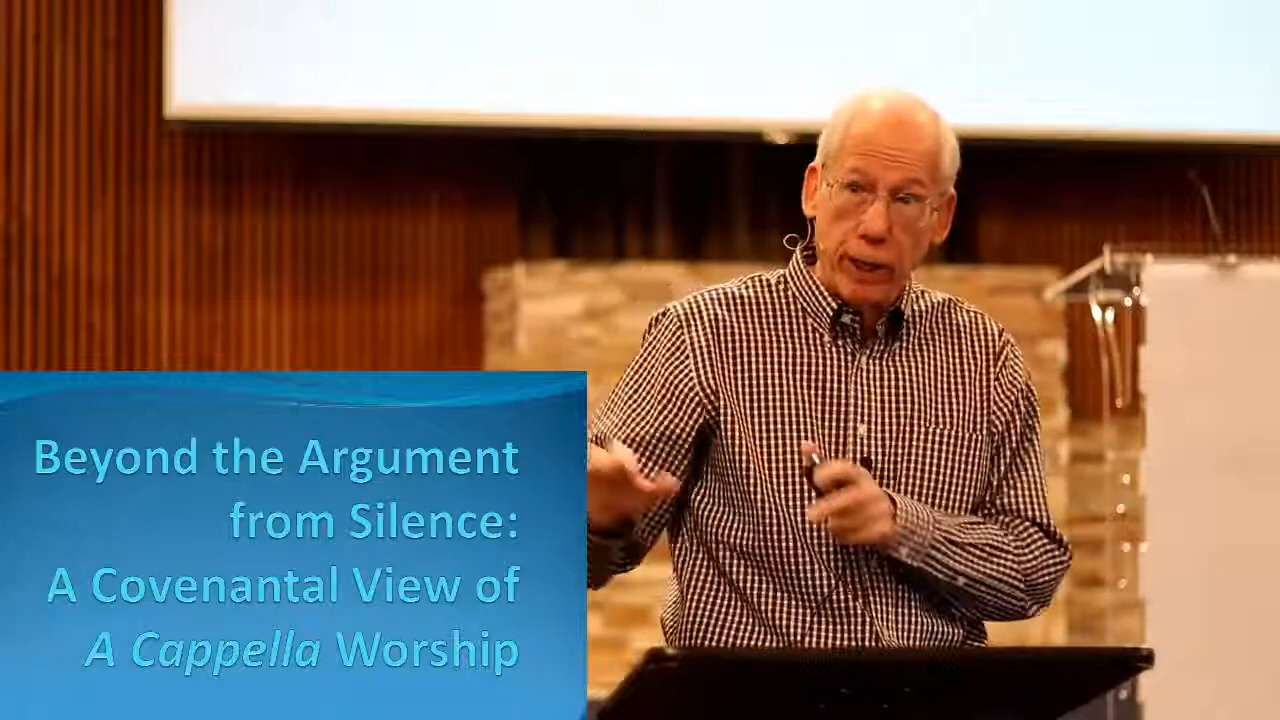 Beyond the Argument
from Silence:
A Covenantal View of
A Cappella Worship